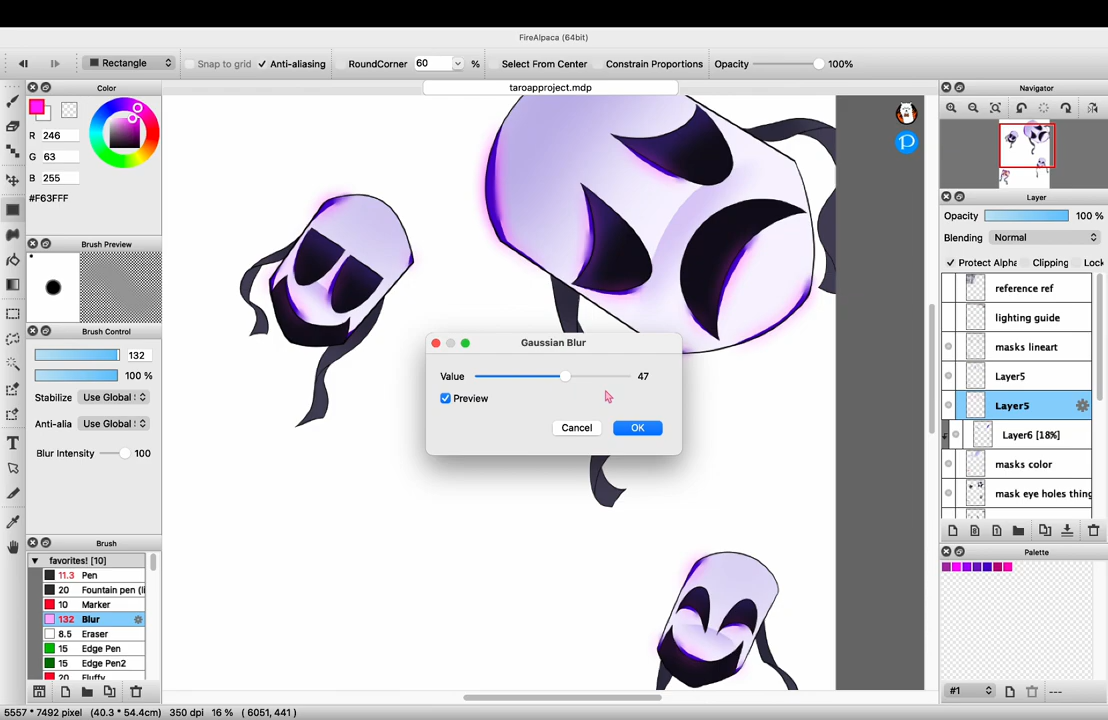 FireAlpaca (64bit)
Rectangle
Snap to grid
Anti-aliasing
RoundCorner
60
%
Select From Center
Constrain Proportions
Opacity
100%
taroapproject.mdp
Color
R 246
G 63
B 255
#F63FFF
Brush Preview
Brush Control
132
100 %
Stabilize
Use Global S
Anti-alia
Use Global S
Blur Intensity
100
Brush
favorites! [10]
11.3 Pen
20 Fountain pen (li
10 Marker
132 Blur
8.5 Eraser
15 Edge Pen
15 Edge Pen2
20 Fluffy
Gaussian Blur
Value
47
Preview
Cancel
OK
Navigator
Layer
Opacity
100 %
Blending
Normal
Protect Alpha
Clipping
Lock
reference ref
lighting guide
masks lineart
Layer5
Layer5
Layer6 [18%]
masks color
mask eye holes thing
Palette
#1
---
5557 * 7492 pixel (40.3 * 54.4cm) 350 dpi 16 % ( 6051, 441 )